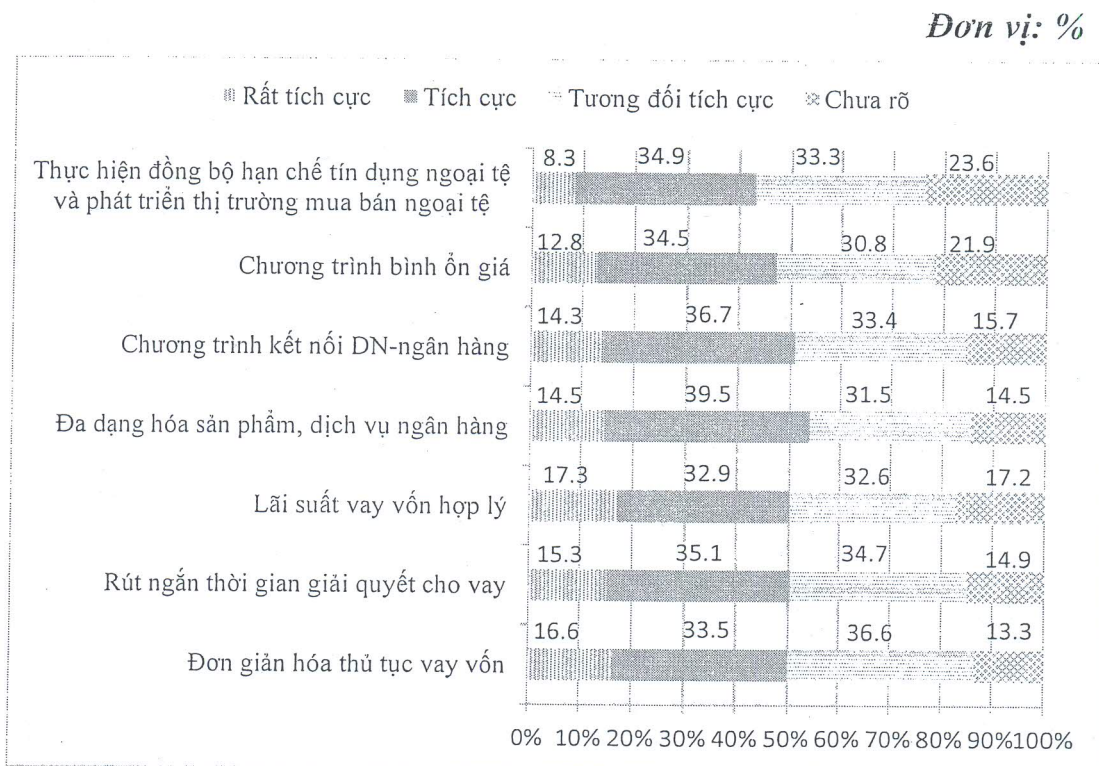 Đơn vị: %
Rất tích cực Tích cực Tương đối tích cực Chưa rõ
Thực hiện đồng bộ hạn chế tín dụng ngoại tệ
và phát triển thị trường mua bán ngoại tệ
8.3 34.9 33.3 23.6
Chương trình bình ổn giá
12.8 34.5 30.8 21.9
Chương trình kết nối DN-ngân hàng
14.3 36.7 33.4 15.7
Đa dạng hóa sản phẩm, dịch vụ ngân hàng
14.5 39.5 31.5 14.5
Lãi suất vay vốn hợp lý
17.3 32.9 32.6 17.2
Rút ngắn thời gian giải quyết cho vay
15.3 35.1 34.7 14.9
Đơn giản hóa thủ tục vay vốn
16.6 33.5 36.6 13.3
0% 10% 20% 30% 40% 50% 60% 70% 80% 90% 100%